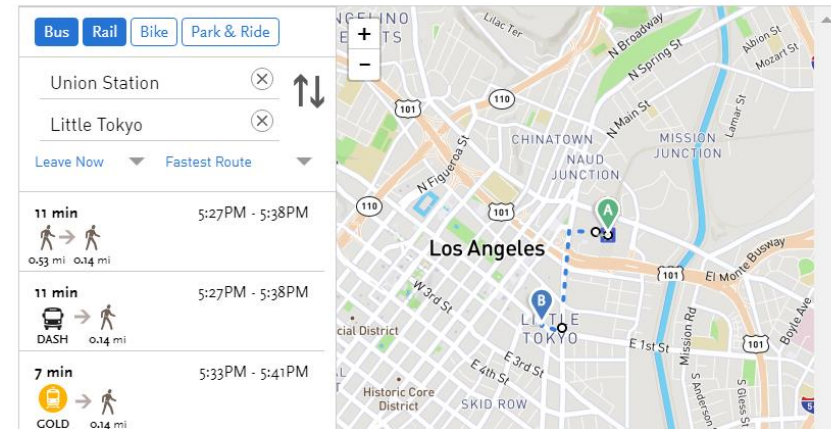 Bus Rail Bike Park & Ride
Union Station
Little Tokyo
Leave Now Fastest Route
11 min 5:27PM - 5:38PM
0.53 mi 0.14 mi
11 min 5:27PM - 5:38PM
DASH 0.14 mi
7 min 5:33PM - 5:41PM
GOLD 0.14 mi
+
−
Lilac Ter
N Broadway
N Spring St
Albion St
Mozart St
101
110
N Main St
Lamar St
CHINATOWN
MISSION
JUNCTION
NAUD
JUNCTION
N Figueroa St
110
101
A
Los Angeles
101
El Monte Busway
W 3rd St
B
LITTLE
TOKYO
cial District
E 1st St
Mission Rd
101
Boyle Ave
E 3rd St
E 4th St
Historic Core
District
SKID ROW
S Anderson
S Gless St
5